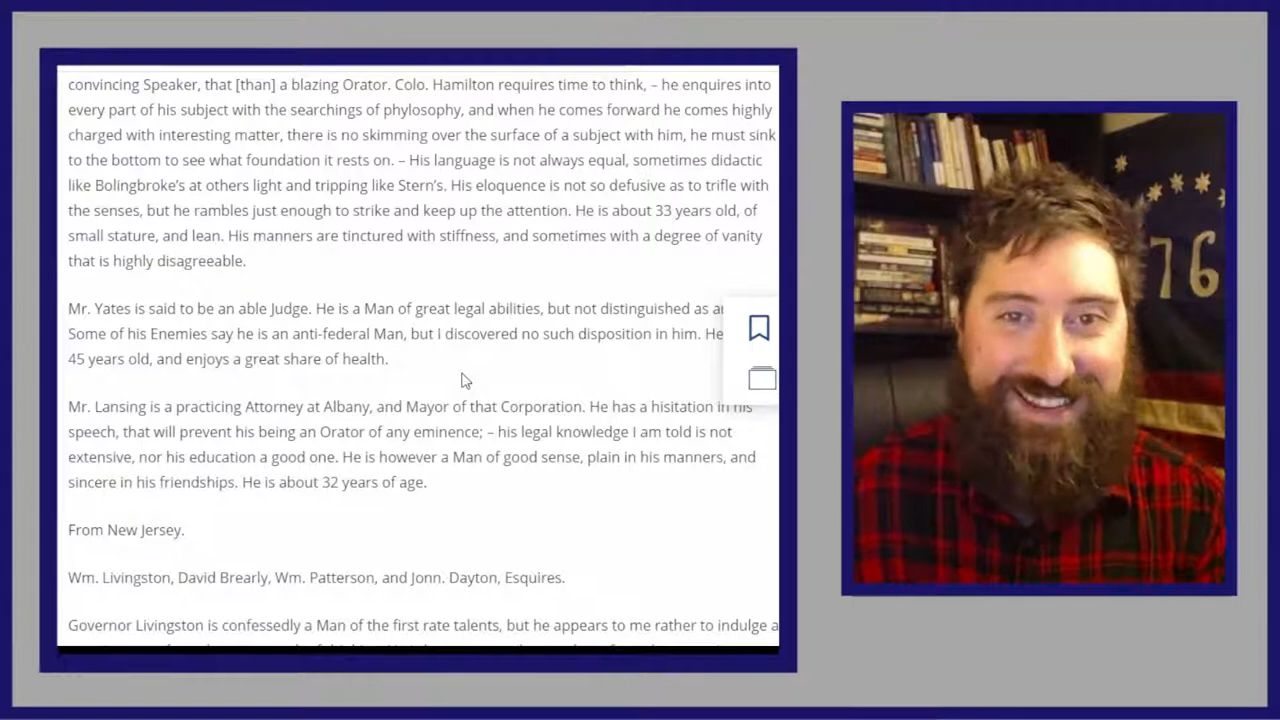 convincing Speaker, that [than] a blazing Orator. Colo. Hamilton requires time to think, – he enquires into
every part of his subject with the searchings of phylosophy, and when he comes forward he comes highly
charged with interesting matter, there is no skimming over the surface of a subject with him, he must sink
to the bottom to see what foundation it rests on. – His language is not always equal, sometimes didactic
like Bolingbroke's at others light and tripping like Stern's. His eloquence is not so defusive as to trifle with
the senses, but he rambles just enough to strike and keep up the attention. He is about 33 years old, of
small stature, and lean. His manners are tinctured with stiffness, and sometimes with a degree of vanity
that is highly disagreeable.
Mr. Yates is said to be an able Judge. He is a Man of great legal abilities, but not distinguished as
Some of his Enemies say he is an anti-federal Man, but I discovered no such disposition in him. He
45 years old, and enjoys a great share of health.
Mr. Lansing is a practicing Attorney at Albany, and Mayor of that Corporation. He has a hisitation in his
speech, that will prevent his being an Orator of any eminence; – his legal knowledge I am told is not
extensive, nor his education a good one. He is however a Man of good sense, plain in his manners, and
sincere in his friendships. He is about 32 years of age.
From New Jersey.
Wm. Livingston, David Brearly, Wm. Patterson, and Jonn. Dayton, Esquires.
Governor Livingston is confessedly a Man of the first rate talents, but he appears to me rather to indulge a
76